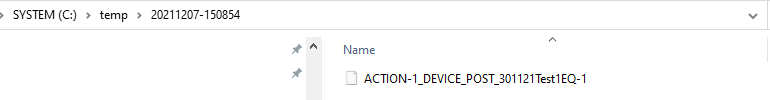 SYSTEM (C:) > temp > 20211207-150854
Name
ACTION-1_DEVICE_POST_301121Test1EQ-1